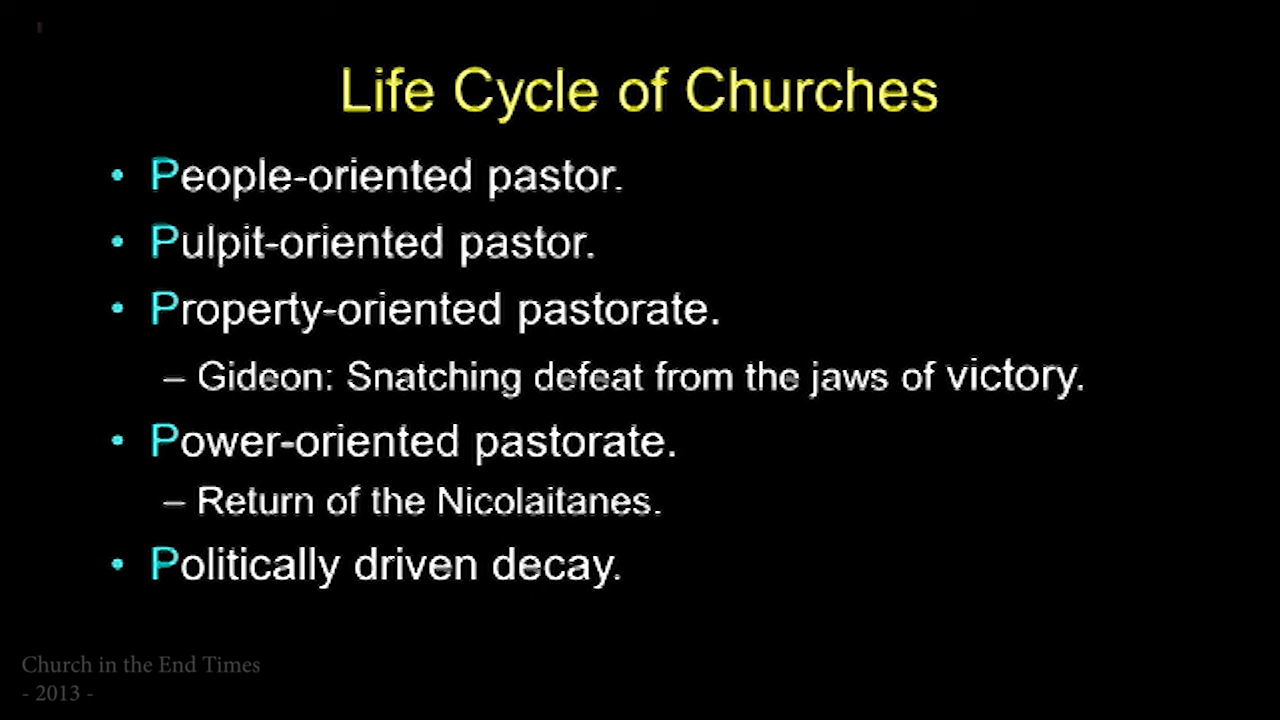 Life Cycle of Churches
• People-oriented pastor.
• Pulpit-oriented pastor.
• Property-oriented pastorate.
– Gideon: Snatching defeat from the jaws of victory.
• Power-oriented pastorate.
– Return of the Nicolaitanes.
• Politically driven decay.
Church in the End Times
- 2013 -